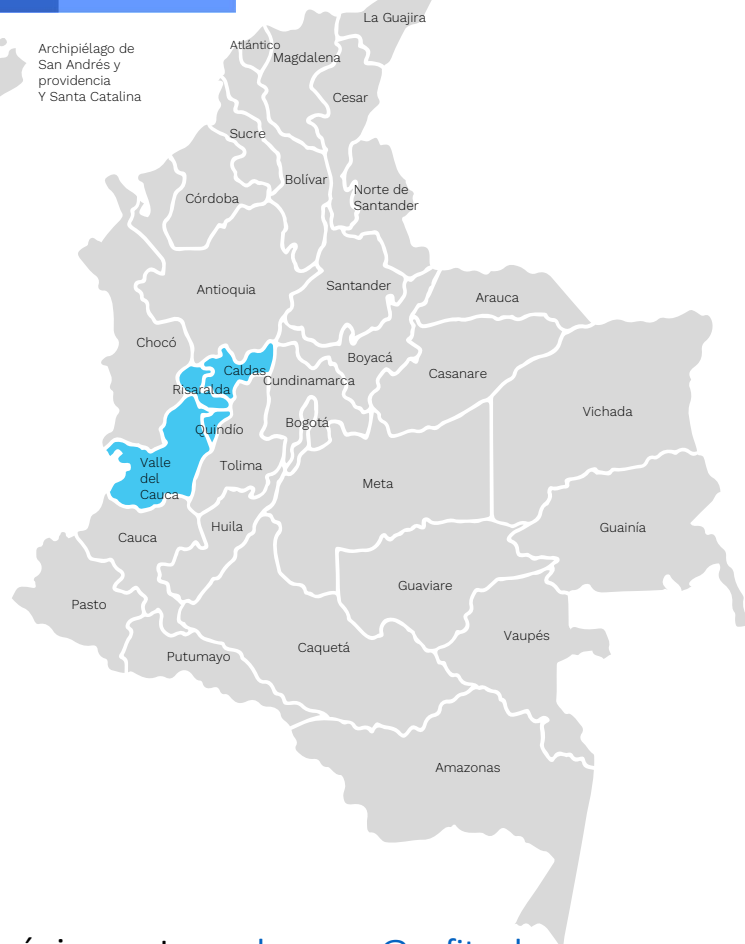 La Guajira
Archipiélago de
San Andrés y
providencia
Y Santa Catalina
Atlántico
Magdalena
Cesar
Sucre
Bolívar
Córdoba
Norte de
Santander
Antioquia
Santander
Arauca
Chocó
Boyacá
Caldas
Cundinamarca
Casanare
Risaralda
Vichada
Quindío
Bogotá
Tolima
Valle
del
Cauca
Meta
Huila
Cauca
Guainía
Guaviare
Pasto
Vaupés
Caquetá
Putumayo
Amazonas